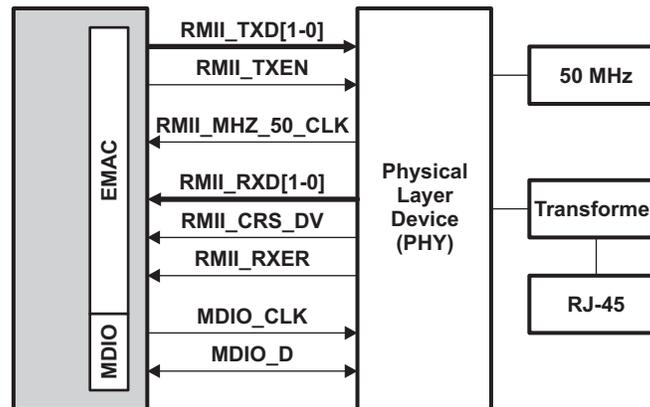 RMII_TXD[1-0]
RMII_TXEN
RMII_MHZ_50_CLK
RMII_RXD[1-0]
RMII_CRS_DV
RMII_RXER
MDIO_CLK
MDIO_D
EMAC
MDIO
Physical
Layer
Device
(PHY)
50 MHz
Transforme
RJ-45